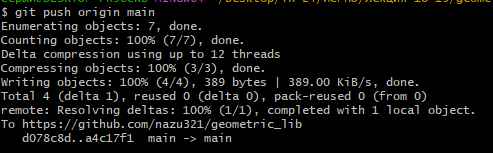 $ git push origin main
Enumerating objects: 7, done.
Counting objects: 100% (7/7), done.
Delta compression using up to 12 threads
Compressing objects: 100% (3/3), done.
Writing objects: 100% (4/4), 389 bytes | 389.00 KiB/s, done.
Total 4 (delta 1), reused 0 (delta 0), pack-reused 0 (from 0)
remote: Resolving deltas: 100% (1/1), completed with 1 local object.
To https://github.com/nazu321/geometric_lib
   d078c8d..a4c17f1  main -> main